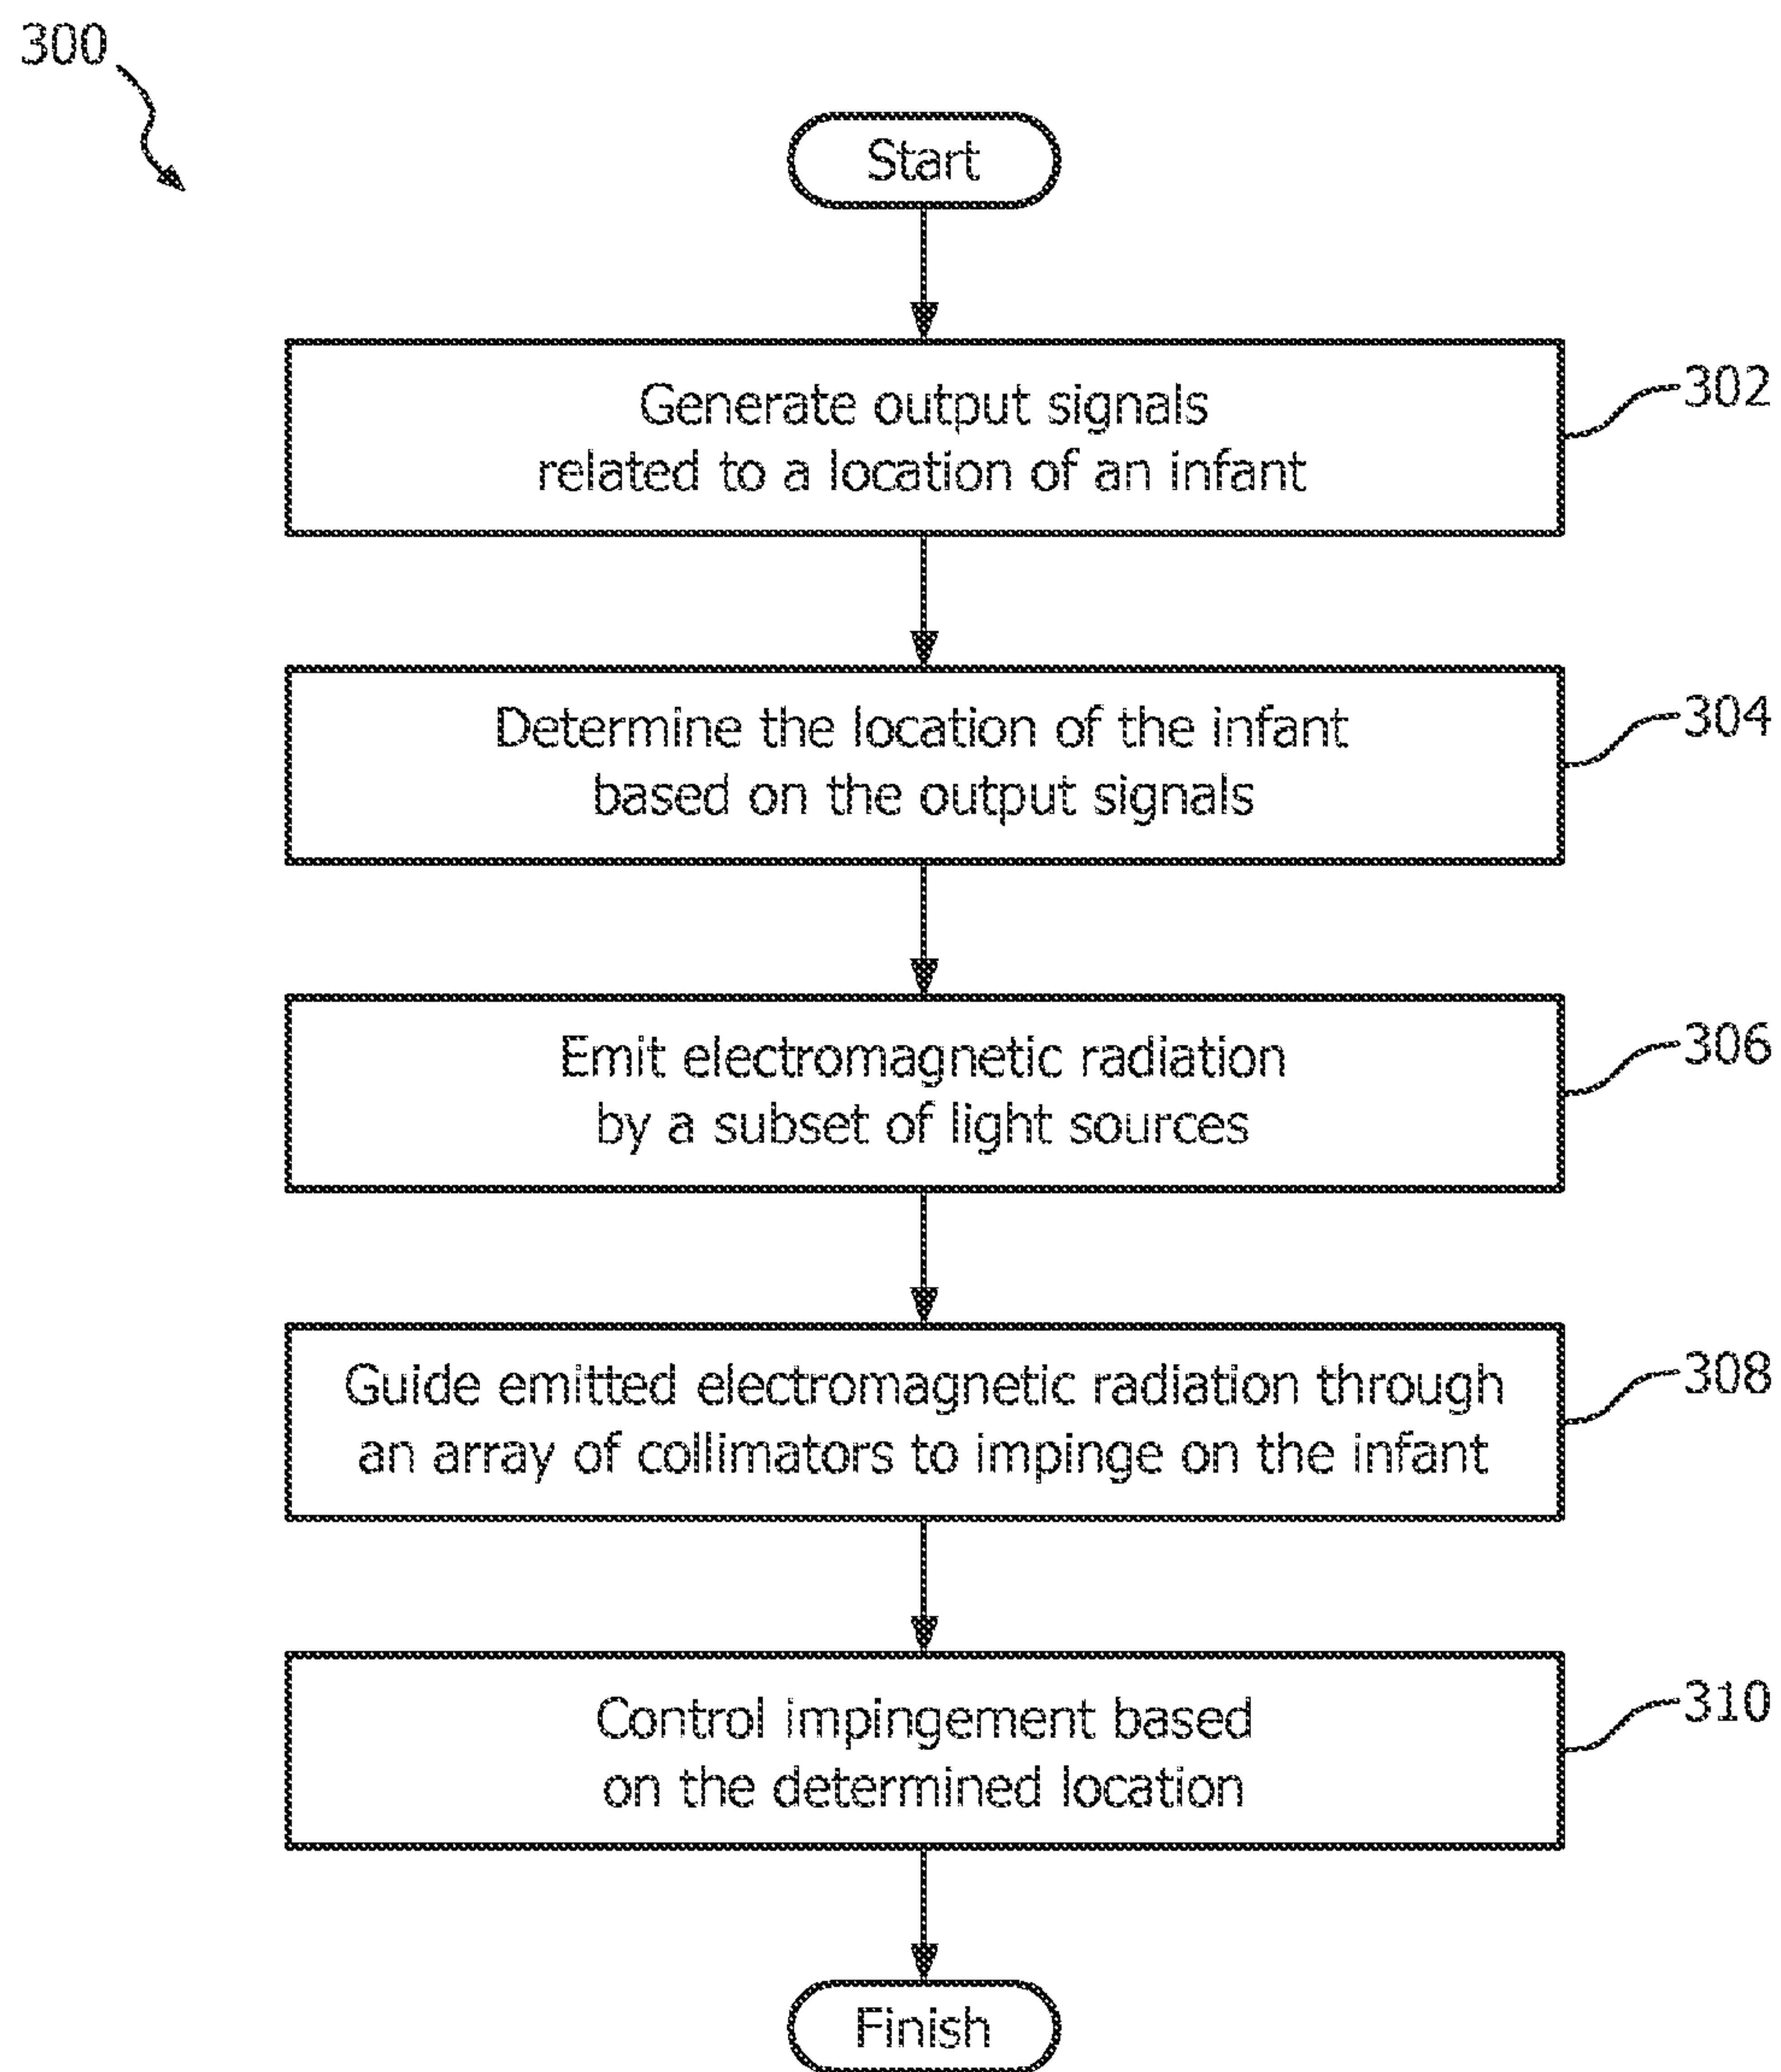 300
Start
Generate output signals
related to a location of an infant
302
Determine the location of the infant
based on the output signals
304
Emit electromagnetic radiation
by a subset of light sources
306
Guide emitted electromagnetic radiation through
an array of collimators to impinge on the infant
308
Control impingement based
on the determined location
310
Finish